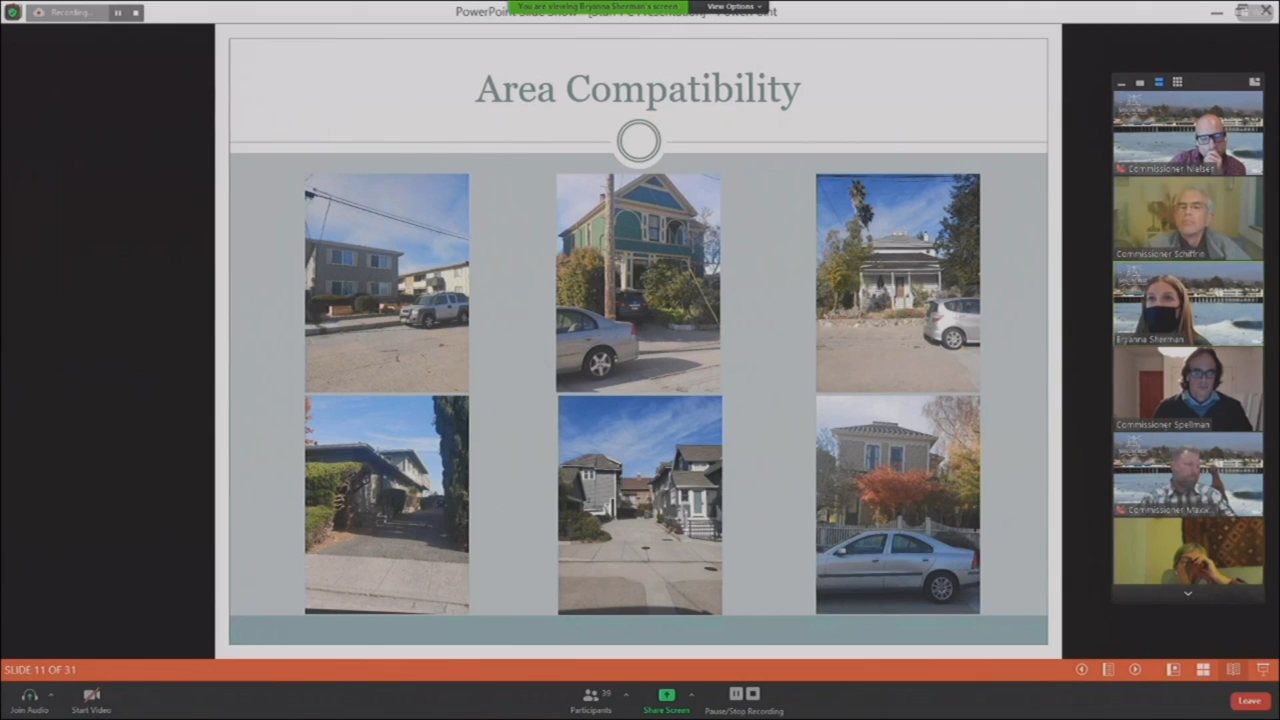 Recording...
You are viewing Bryanna Sherman's screen
View Options
Area Compatibility
Commissioner Nielsen
Commissioner Schiffrin
Bryanna Sherman
Commissioner Spellman
SLIDE 11 OF 31
Join Audio
Start Video
Participants
39
Share Screen
Pause/Stop Recording
Leave